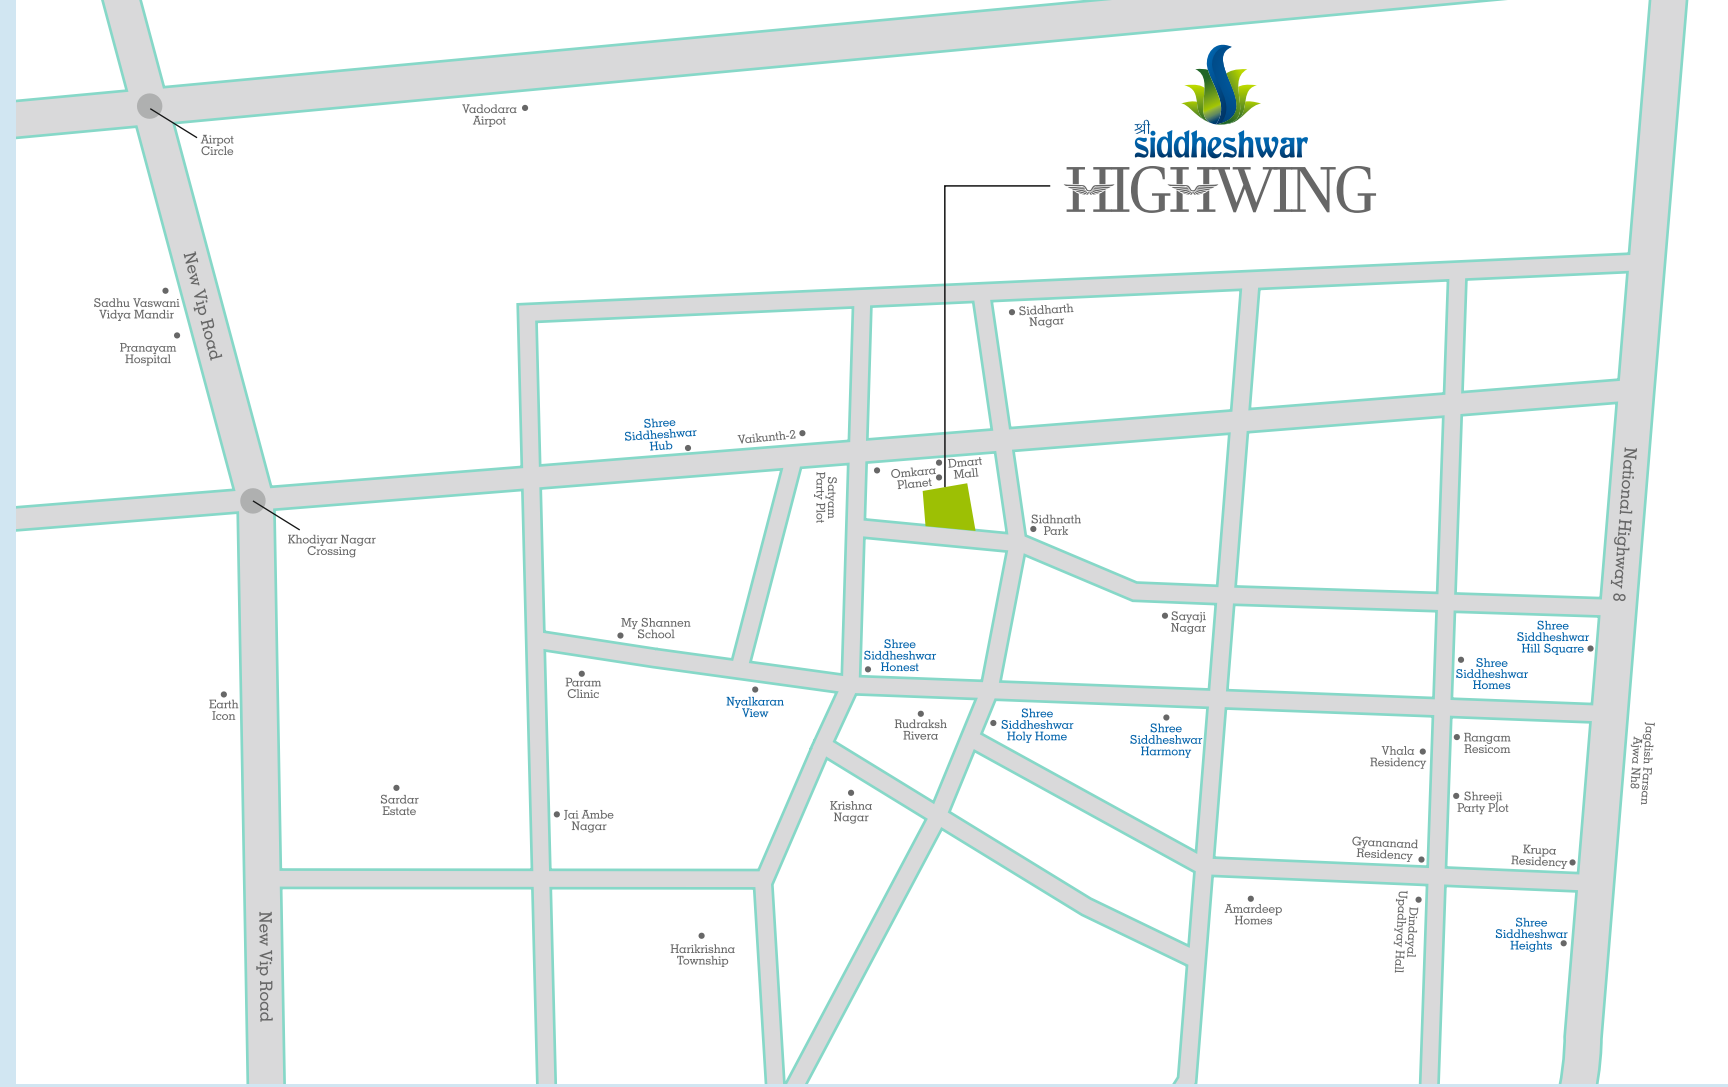 श्री
siddheshwar
HIGHWING
Vadodara
Airpot
Airpot
Circle
New Vip Road
Sadhu Vaswani
Vidya Mandir
Pranayam
Hospital
Siddharth
Nagar
Shree
Siddheshwar
Hub
Vaikunth-2
Satyam
Party Plot
Omkara
Planet
Dmart
Mall
Sidhnath
Park
Khodiyar Nagar
Crossing
National Highway 8
My Shannen
School
Sayaji
Nagar
Shree
Siddheshwar
Hill Square
Shree
Siddheshwar
Honest
Shree
Siddheshwar
Homes
Param
Clinic
Nyalkaran
View
Earth
Icon
Rudraksh
Rivera
Shree
Siddheshwar
Holy Home
Shree
Siddheshwar
Harmony
Vhala
Residency
Rangam
Resicom
Jagdish Farsan
Ajwa Nh8
Sardar
Estate
Jai Ambe
Nagar
Krishna
Nagar
Shreeji
Party Plot
Gyananand
Residency
Krupa
Residency
Amardeep
Homes
Dindayal
Upadhyay Hall
Shree
Siddheshwar
Heights
Harikrishna
Township
New Vip Road